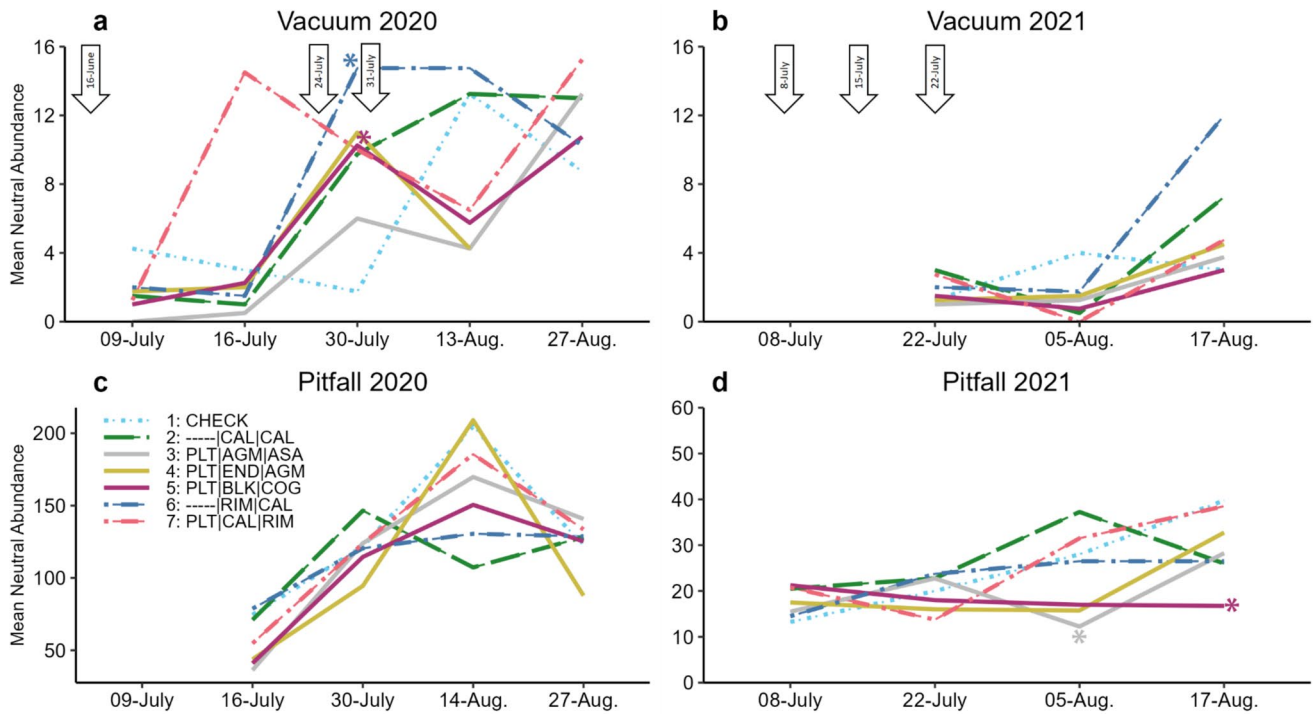 a Vacuum 2020
16-June
24-July
31-July
*
*
Mean Neutral Abundance
16
12
8
4
0
09-July 16-July 30-July 13-Aug. 27-Aug.
b Vacuum 2021
8-July
15-July
22-July
16
12
8
4
0
08-July 22-July 05-Aug. 17-Aug.
c Pitfall 2020
Mean Neutral Abundance
200
150
100
50
1: CHECK
2: -----|CAL|CAL
3: PLT|AGM|ASA
4: PLT|END|AGM
5: PLT|BLK|COG
6: -----|RIM|CAL
7: PLT|CAL|RIM
09-July 16-July 30-July 14-Aug. 27-Aug.
d Pitfall 2021
60
50
40
30
20
10
0
*
*
08-July 22-July 05-Aug. 17-Aug.